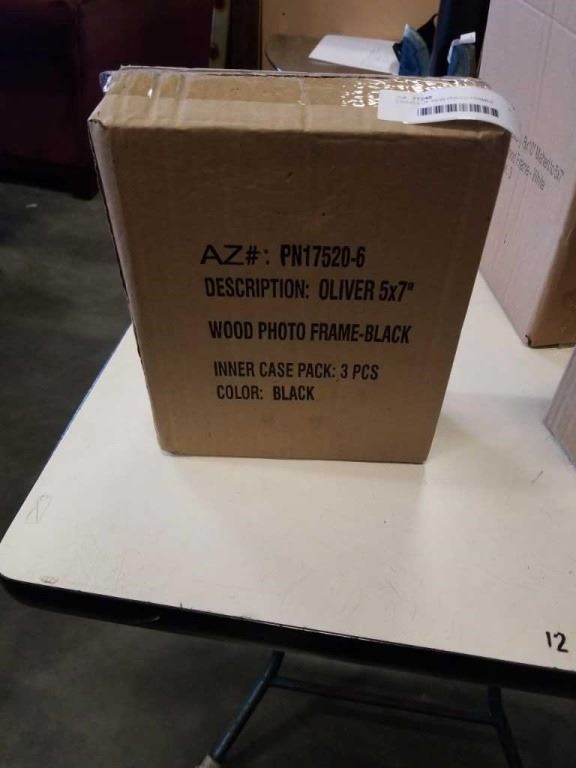 AZ#: PN17520-6
DESCRIPTION: OLIVER 5x7"
WOOD PHOTO FRAME-BLACK
INNER CASE PACK: 3 PCS
COLOR: BLACK
12